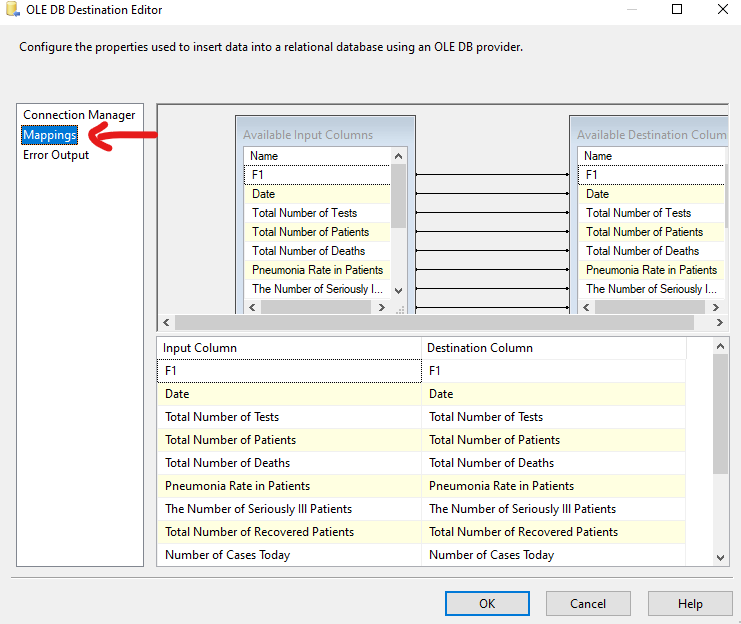 OLE DB Destination Editor
Configure the properties used to insert data into a relational database using an OLE DB provider.
Connection Manager
Mappings
Error Output
Available Input Columns
Name
F1
Date
Total Number of Tests
Total Number of Patients
Total Number of Deaths
Pneumonia Rate in Patients
The Number of Seriously I...
Available Destination Colum
Name
F1
Date
Total Number of Tests
Total Number of Patients
Total Number of Deaths
Pneumonia Rate in Patients
The Number of Seriously I...
Input Column Destination Column
F1 F1
Date Date
Total Number of Tests Total Number of Tests
Total Number of Patients Total Number of Patients
Total Number of Deaths Total Number of Deaths
Pneumonia Rate in Patients Pneumonia Rate in Patients
The Number of Seriously Ill Patients The Number of Seriously Ill Patients
Total Number of Recovered Patients Total Number of Recovered Patients
Number of Cases Today Number of Cases Today
OK Cancel Help